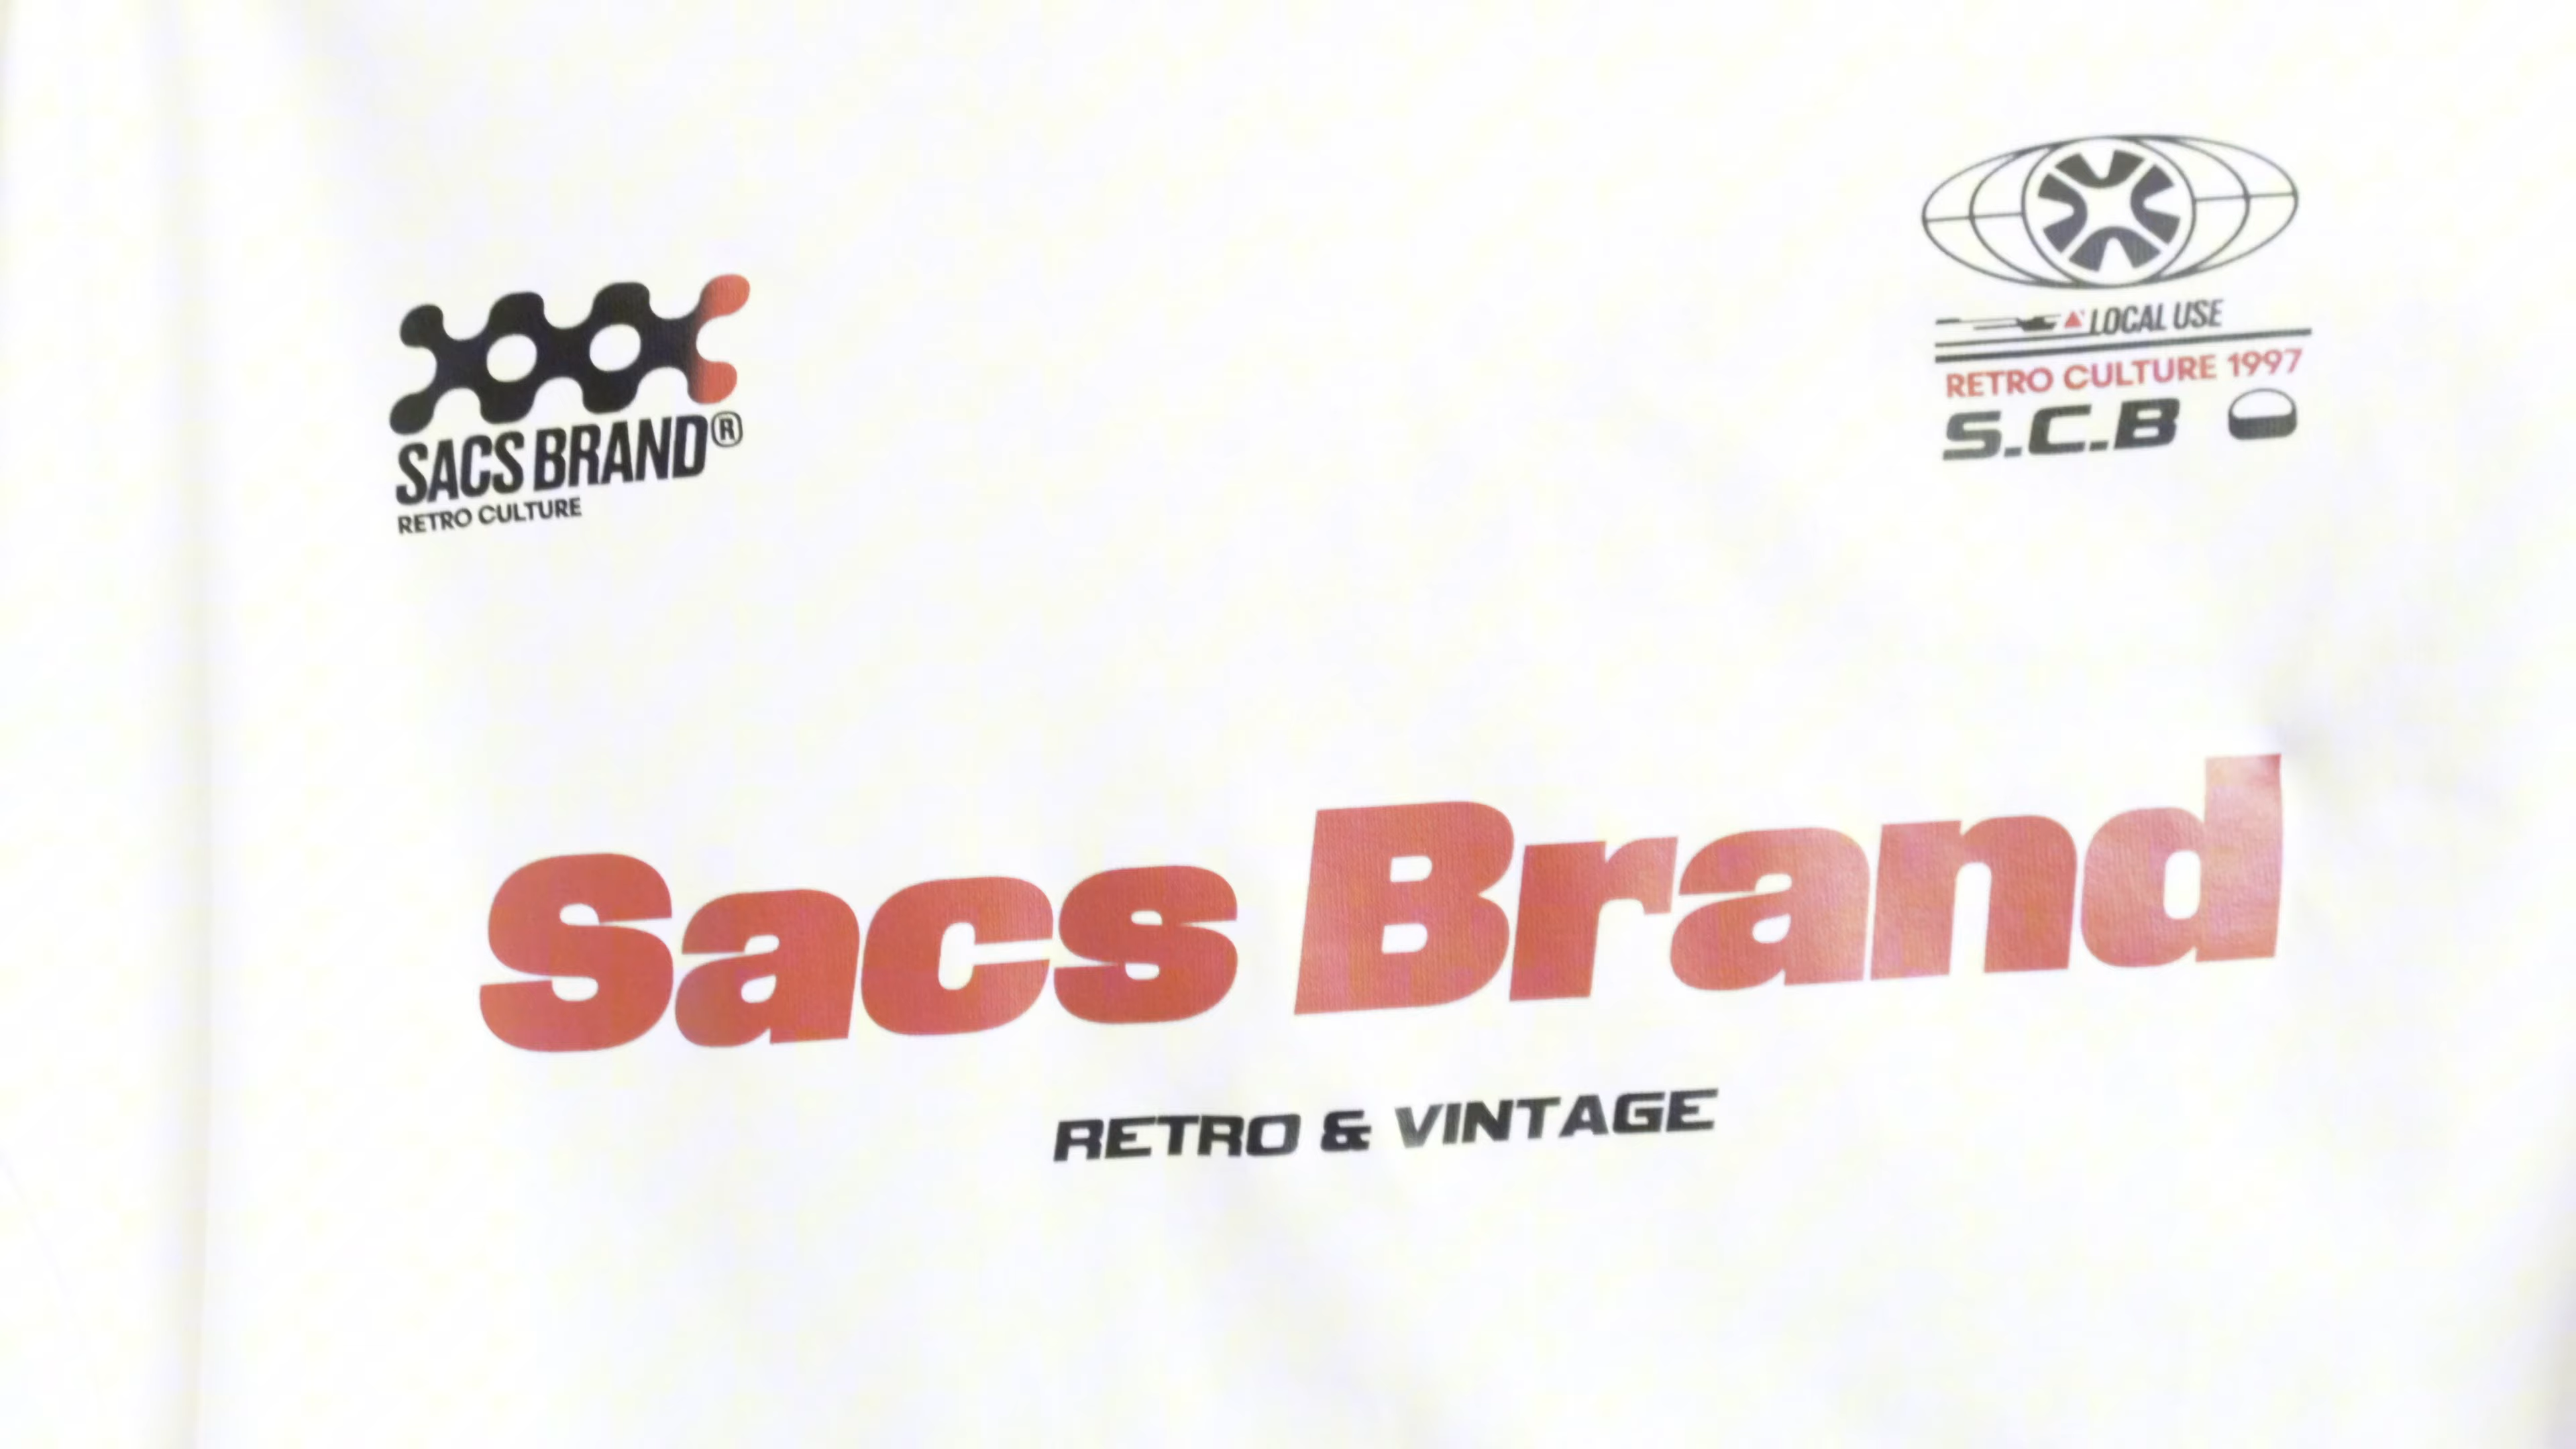 SACS BRAND®
RETRO CULTURE
LOCAL USE
RETRO CULTURE 1997
S.C.B
Sacs Brand
RETRO & VINTAGE